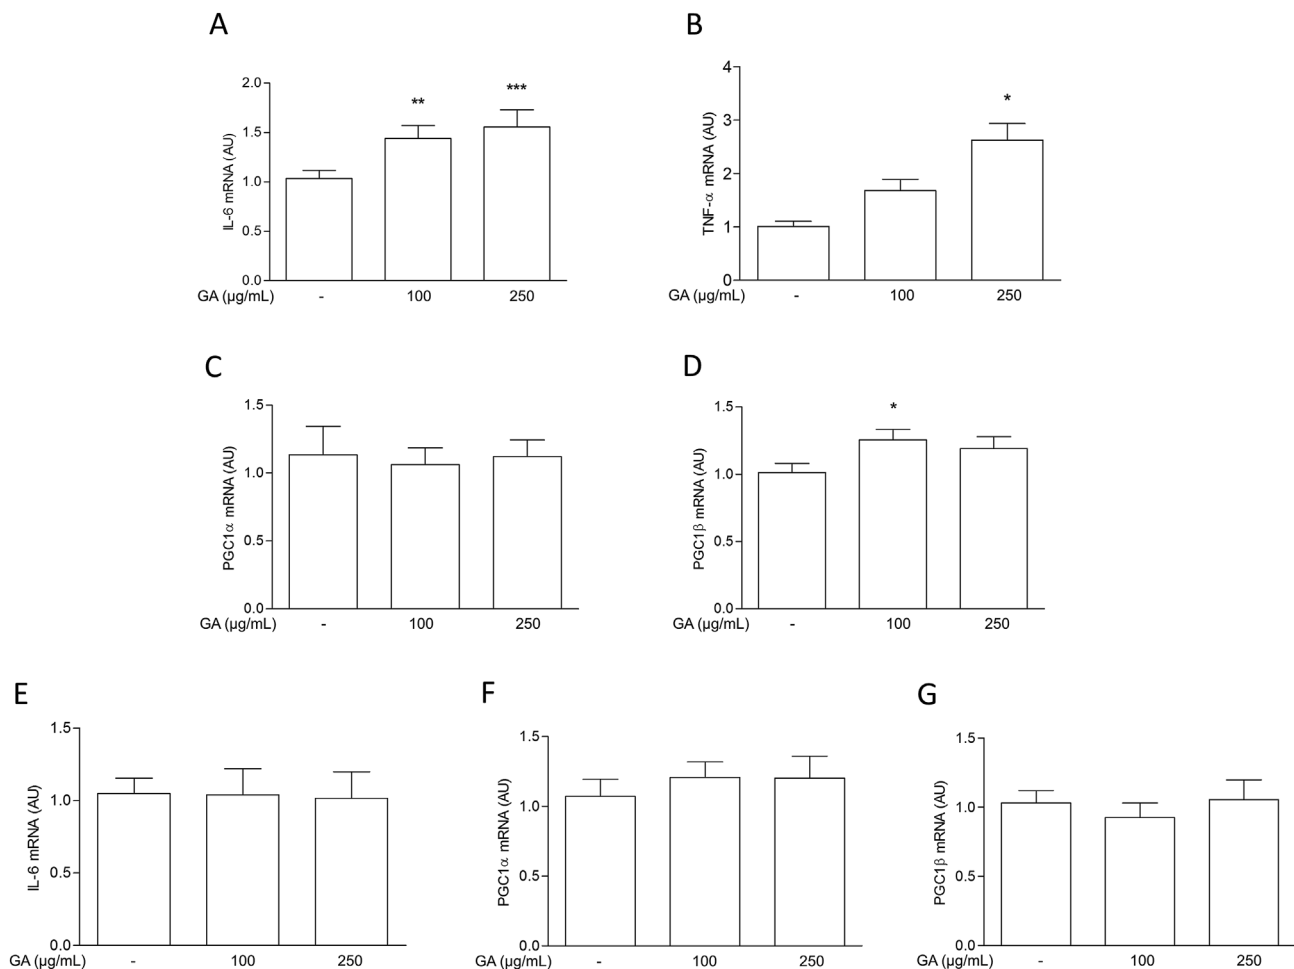 A
IL-6 mRNA (AU)
2.0
1.5
1.0
0.5
0.0
** ***
GA (µg/mL) - 100 250
B
TNF-α mRNA (AU)
4
3
2
1
0
*
GA (µg/mL) - 100 250
C
PGC1α mRNA (AU)
1.5
1.0
0.5
0.0
GA (µg/mL) - 100 250
D
PGC1β mRNA (AU)
1.5
1.0
0.5
0.0
*
GA (µg/mL) - 100 250
E
IL-6 mRNA (AU)
1.5
1.0
0.5
0.0
GA (µg/mL) - 100 250
F
PGC1α mRNA (AU)
1.5
1.0
0.5
0.0
GA (µg/mL) - 100 250
G
PGC1β mRNA (AU)
1.5
1.0
0.5
0.0
GA (µg/mL) - 100 250